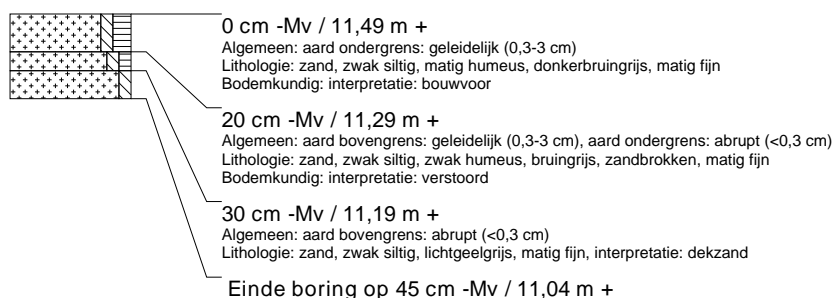 0 cm -Mv / 11,49 m +
Algemeen: aard ondergrens: geleidelijk (0,3-3 cm)
Lithologie: zand, zwak siltig, matig humeus, donkerbruingrijs, matig fijn
Bodemkundig: interpretatie: bouwvoor
20 cm -Mv / 11,29 m +
Algemeen: aard bovengrens: geleidelijk (0,3-3 cm), aard ondergrens: abrupt (<0,3 cm)
Lithologie: zand, zwak siltig, zwak humeus, bruingrijs, zandbrokken, matig fijn
Bodemkundig: interpretatie: verstoord
30 cm -Mv / 11,19 m +
Algemeen: aard bovengrens: abrupt (<0,3 cm)
Lithologie: zand, zwak siltig, lichtgeelgrijs, matig fijn, interpretatie: dekzand
Einde boring op 45 cm -Mv / 11,04 m +